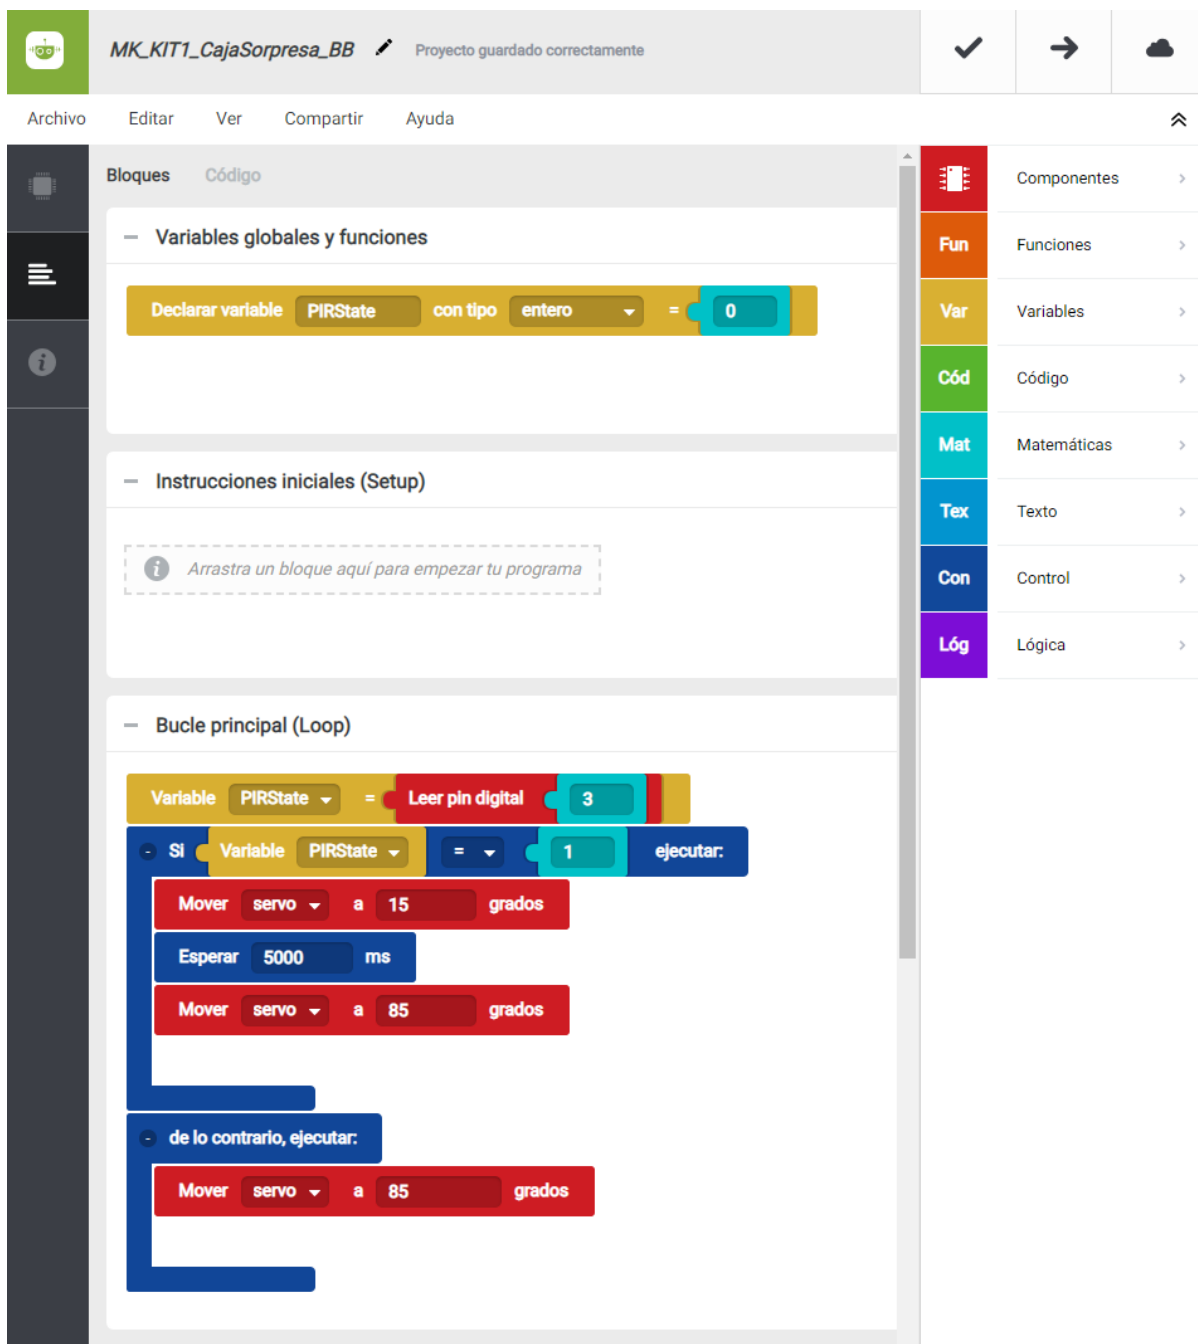 MK_KIT1_CajaSorpresa_BB Proyecto guardado correctamente
Archivo Editar Ver Compartir Ayuda
Bloques Código
Variables globales y funciones
Declarar variable PIRState con tipo entero = 0
Instrucciones iniciales (Setup)
Arrastra un bloque aquí para empezar tu programa
Bucle principal (Loop)
Variable PIRState = Leer pin digital 3
- Si Variable PIRState = 1 ejecutar:
Mover servo a 15 grados
Esperar 5000 ms
Mover servo a 85 grados
- de lo contrario, ejecutar:
Mover servo a 85 grados
Componentes
Fun Funciones
Var Variables
Cód Código
Mat Matemáticas
Tex Texto
Con Control
Lóg Lógica